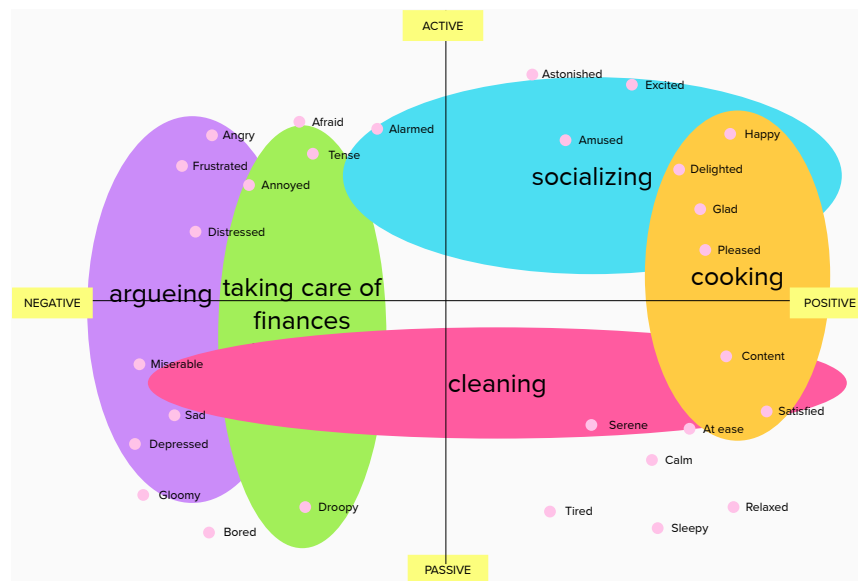 ACTIVE
Astonished
Excited
Afraid
Alarmed
Angry
Happy
Amused
Tense
Frustrated
Delighted
socializing
Annoyed
Glad
Distressed
Pleased
cooking
argueing
taking care of
finances
NEGATIVE
POSITIVE
Content
Miserable
cleaning
Satisfied
Sad
Serene
At ease
Depressed
Calm
Gloomy
Droopy
Relaxed
Tired
Sleepy
Bored
PASSIVE